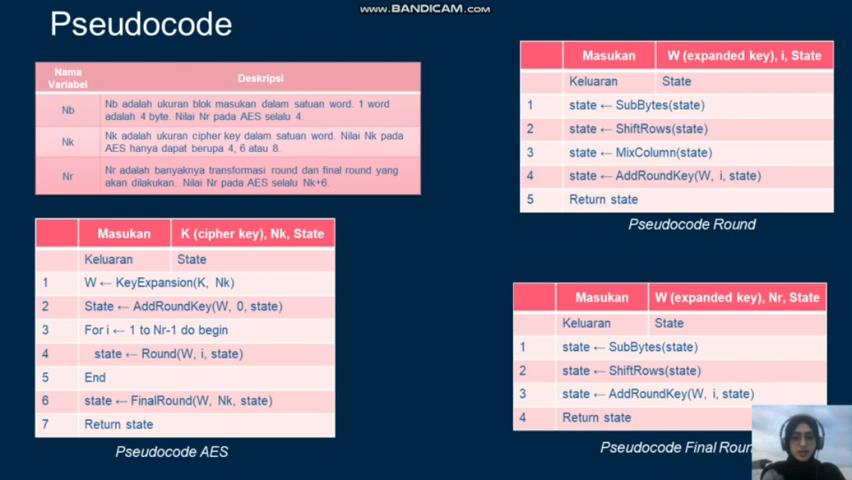 www.BANDICAM.com
Pseudocode
Nama Variabel Deskripsi
Nb Nb adalah ukuran blok masukan dalam satuan word. 1 word
adalah 4 byte. Nilai Nr pada AES selalu 4.
Nk Nk adalah ukuran cipher key dalam satuan word. Nilai Nk pada
AES hanya dapat berupa 4, 6 atau 8.
Nr Nr adalah banyaknya transformasi round dan final round yang
akan dilakukan. Nilai Nr pada AES selalu Nk+6.
Masukan K (cipher key), Nk, State
Keluaran State
1 W ← KeyExpansion(K, Nk)
2 State ← AddRoundKey(W, 0, state)
3 For i ← 1 to Nr-1 do begin
4 state ← Round(W, i, state)
5 End
6 state ← FinalRound(W, Nk, state)
7 Return state
Pseudocode AES
Masukan W (expanded key), i, State
Keluaran State
1 state ← SubBytes(state)
2 state ← ShiftRows(state)
3 state ← MixColumn(state)
4 state ← AddRoundKey(W, i, state)
5 Return state
Pseudocode Round
Masukan W (expanded key), Nr, State
Keluaran State
1 state ← SubBytes(state)
2 state ← ShiftRows(state)
3 state ← AddRoundKey(W, i, state)
4 Return state
Pseudocode Final Roun